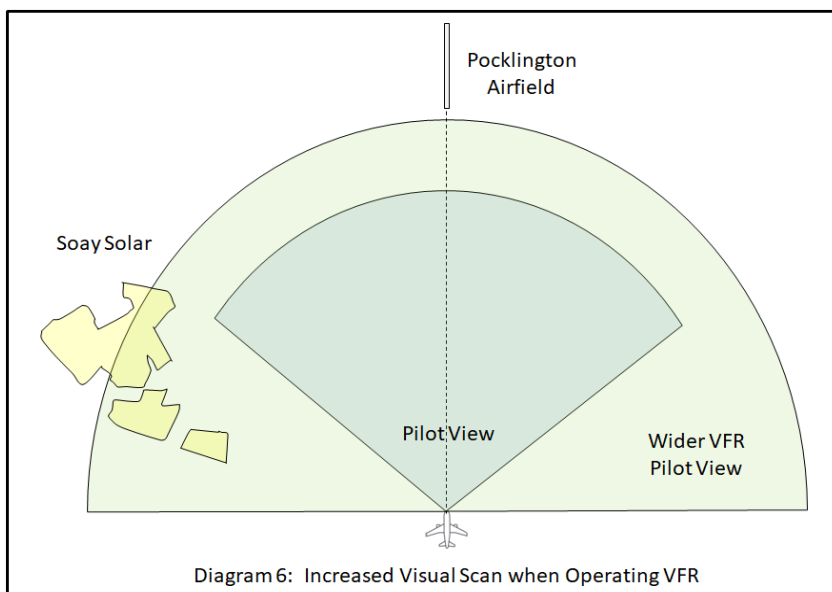 Pocklington
Airfield
Soay Solar
Pilot View
Wider VFR
Pilot View
Diagram 6: Increased Visual Scan when Operating VFR